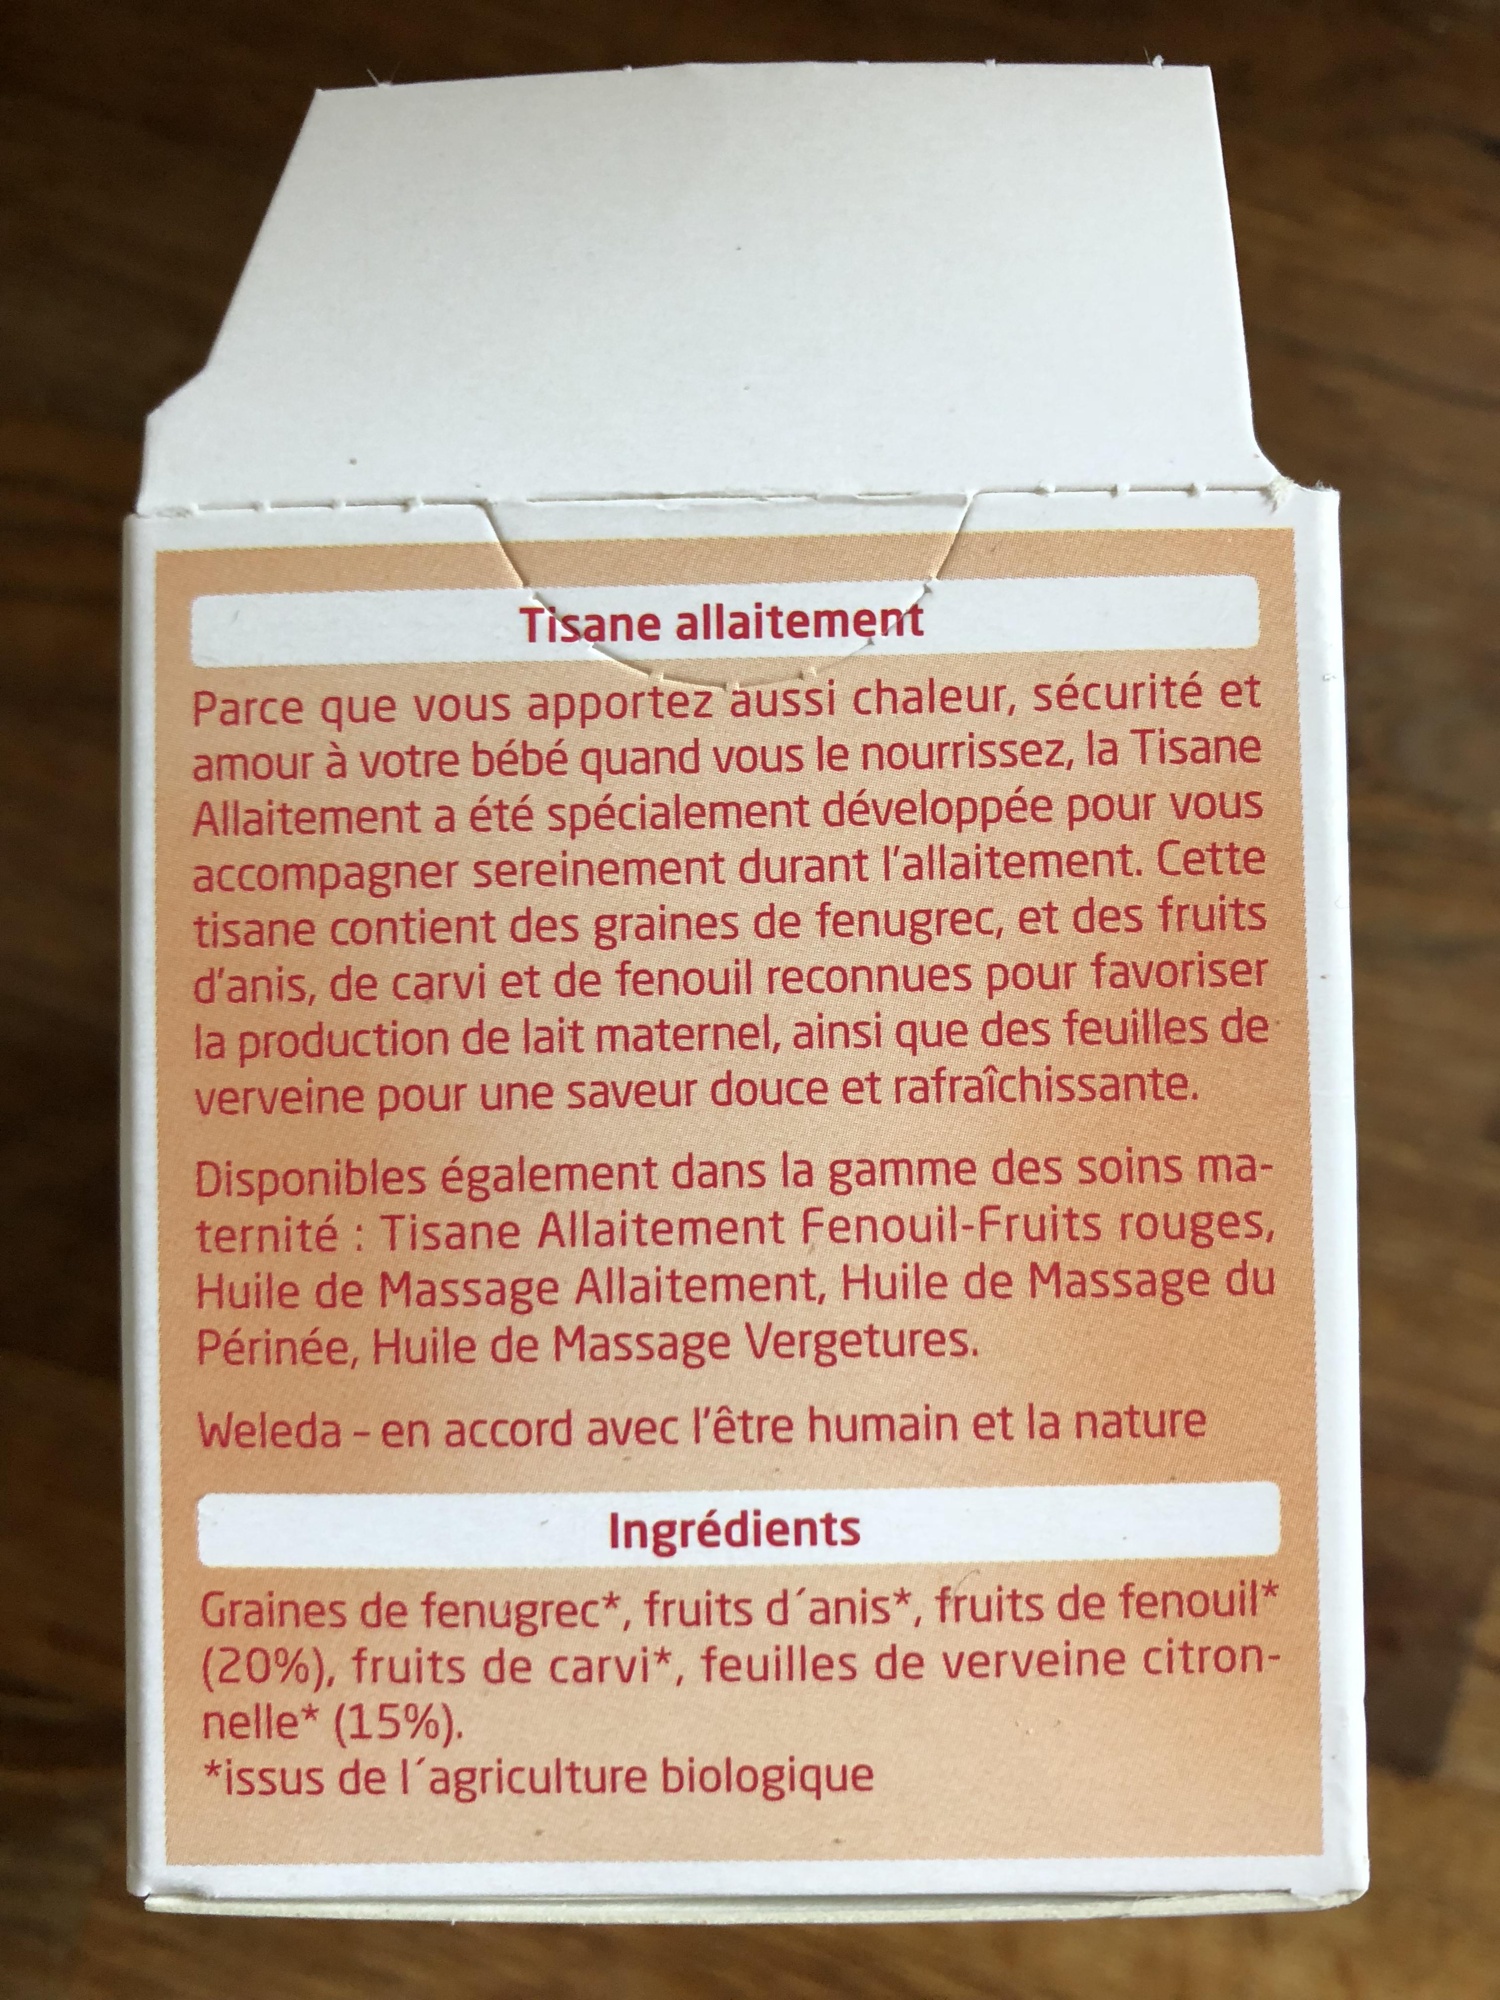 Tisane allaitement
Parce que vous apportez aussi chaleur, sécurité et
amour à votre bébé quand vous le nourrissez, la Tisane
Allaitement a été spécialement développée pour vous
accompagner sereinement durant l'allaitement. Cette
tisane contient des graines de fenugrec, et des fruits
d'anis, de carvi et de fenouil reconnues pour favoriser
la production de lait maternel, ainsi que des feuilles de
verveine pour une saveur douce et rafraîchissante.
Disponibles également dans la gamme des soins ma-
ternité : Tisane Allaitement Fenouil-Fruits rouges,
Huile de Massage Allaitement, Huile de Massage du
Périnée, Huile de Massage Vergetures.
Weleda – en accord avec l'être humain et la nature
Ingrédients
Graines de fenugrec*, fruits d´anis*, fruits de fenouil*
(20%), fruits de carvi*, feuilles de verveine citron-
nelle* (15%).
*issus de l´agriculture biologique